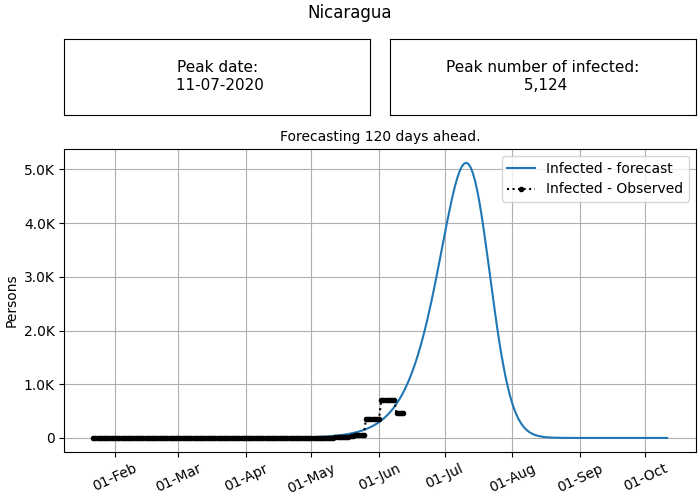 Nicaragua
Peak date:
11-07-2020
Peak number of infected:
5,124
Forecasting 120 days ahead.
Infected - forecast
Infected - Observed
Persons
5.0K
4.0K
3.0K
2.0K
1.0K
0
01-Feb
01-Mar
01-Apr
01-May
01-Jun
01-Jul
01-Aug
01-Sep
01-Oct